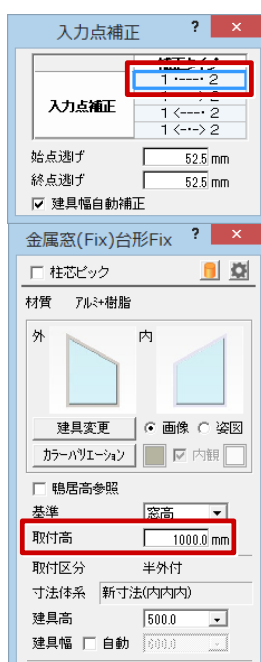 入力点補正 ? ×
補正タイプ
1 ・---・ 2
入力点補正
1 <---・ 2
1 <-・-> 2
始点逃げ 52.5 mm
終点逃げ 52.5 mm
建具幅自動補正
金属窓(Fix)台形Fix ? ×
柱芯ピック
材質 アルミ+樹脂
外 内
建具変更 画像 姿図
カラーバリエーション 内観
鴨居高参照
基準 窓高
取付高 1000.0 mm
取付区分 半外付
寸法体系 新寸法(内内内)
建具高 500.0
建具幅 自動 600.0